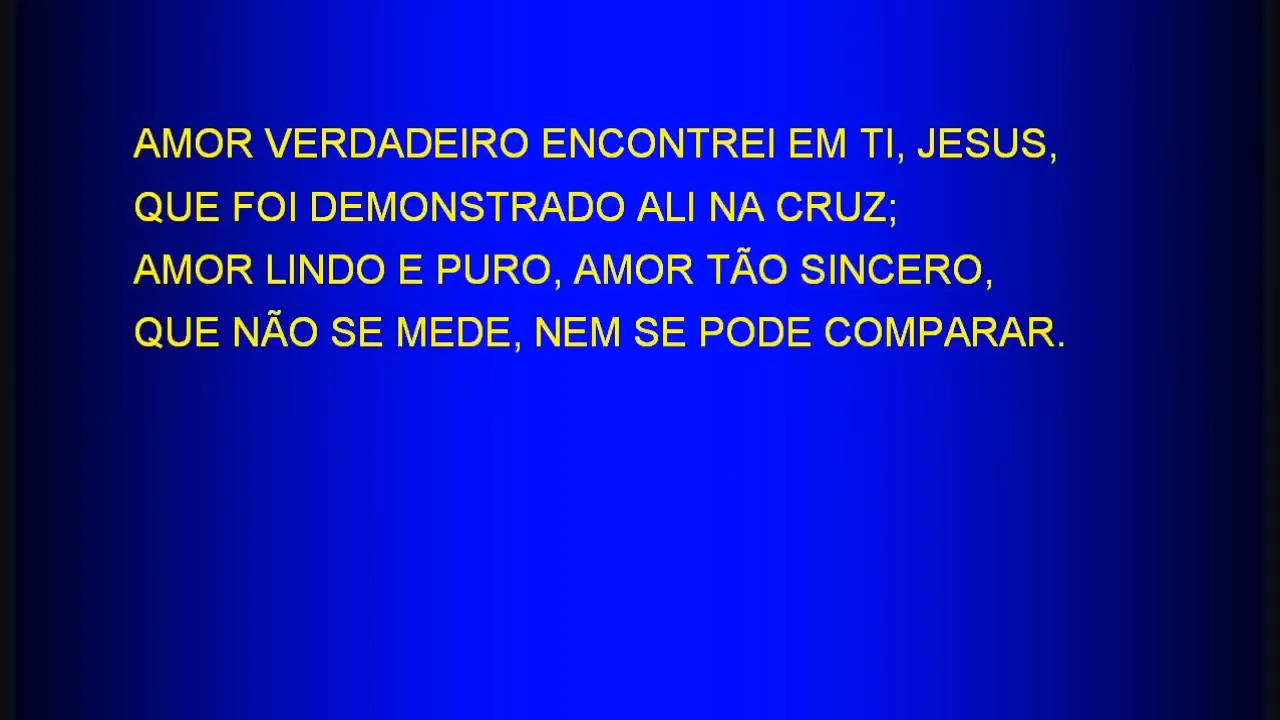 AMOR VERDADEIRO ENCONTREI EM TI, JESUS,
QUE FOI DEMONSTRADO ALI NA CRUZ;
AMOR LINDO E PURO, AMOR TÃO SINCERO,
QUE NÃO SE MEDE, NEM SE PODE COMPARAR.